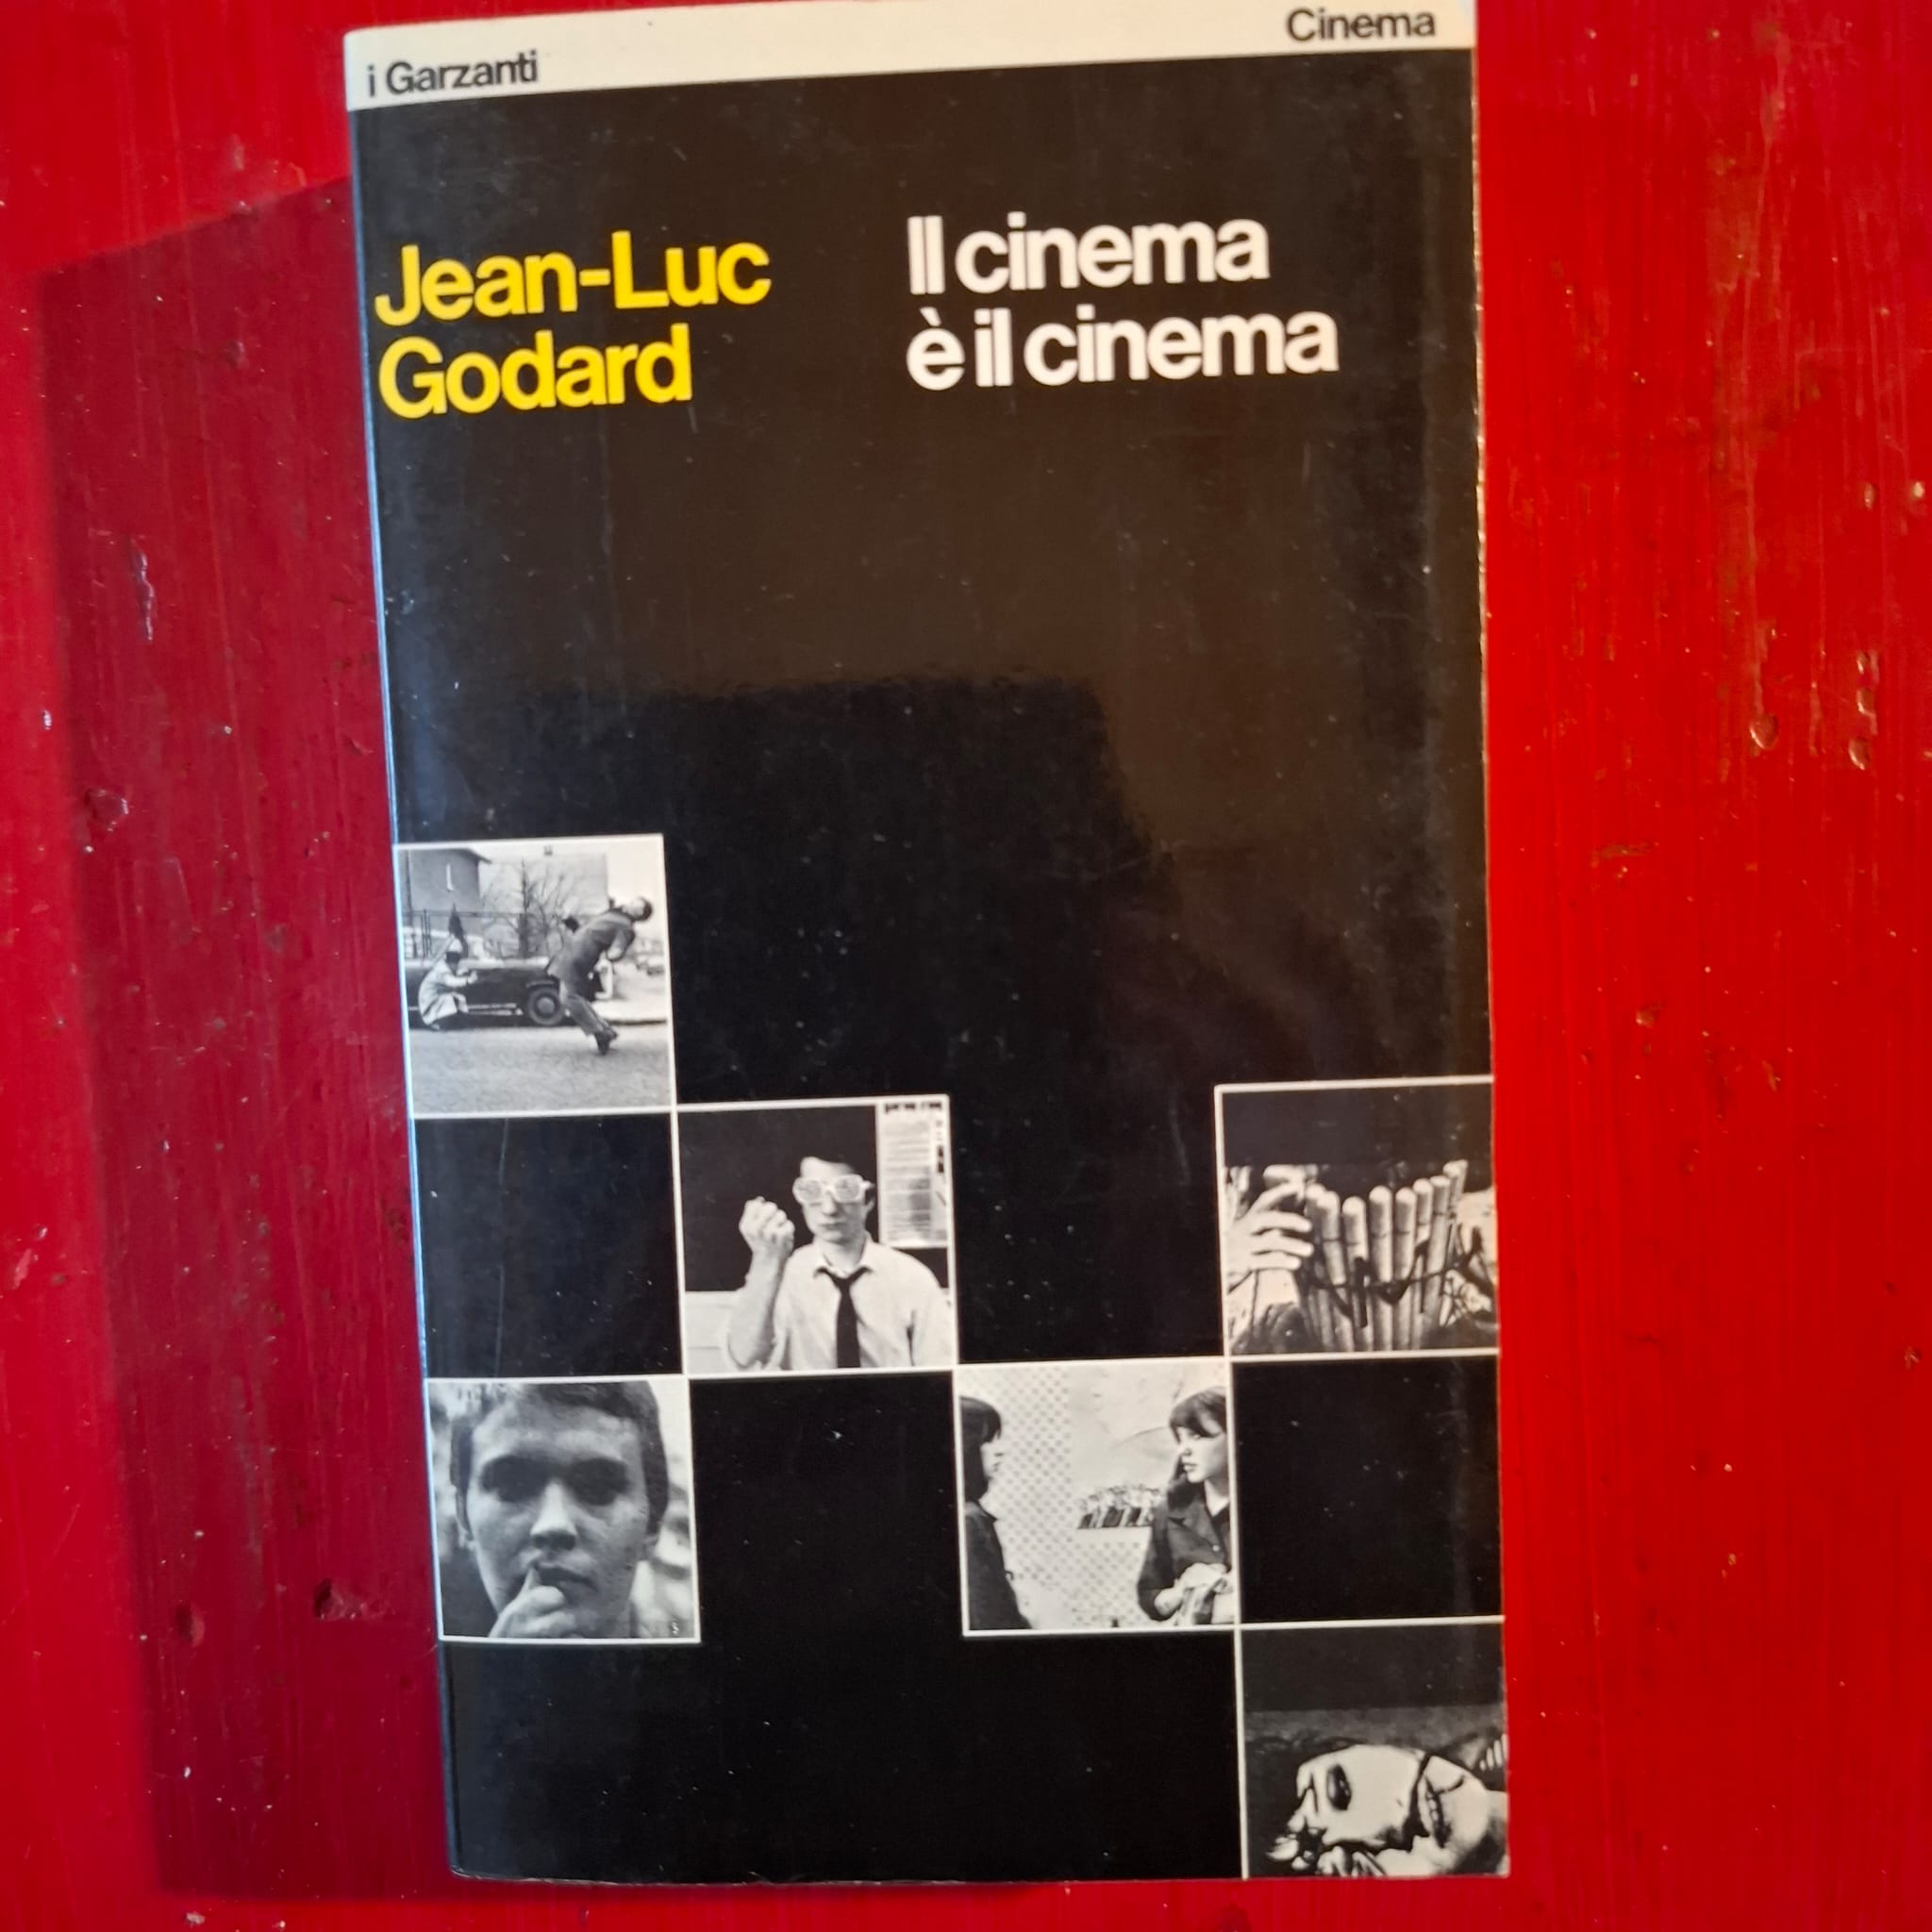 i Garzanti
Cinema
Jean-Luc
Godard
Il cinema
è il cinema